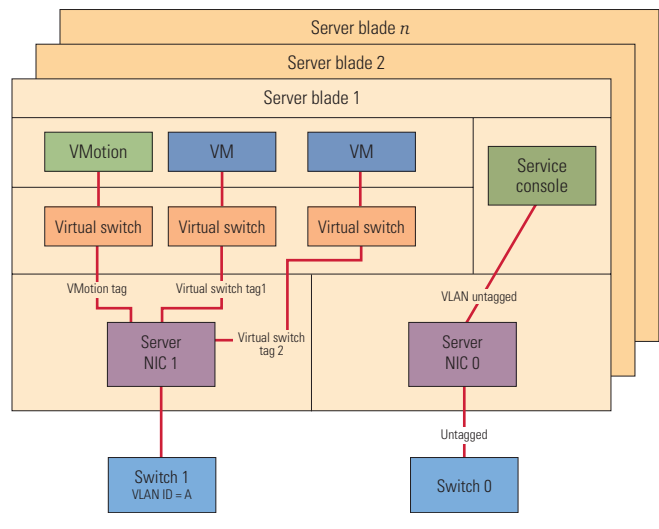 Server blade n
Server blade 2
Server blade 1
VMotion
VM
VM
Service
console
Virtual switch
Virtual switch
Virtual switch
VMotion tag
Virtual switch tag1
VLAN untagged
Virtual switch
tag 2
Server
NIC 1
Server
NIC 0
Untagged
Switch 1
VLAN ID = A
Switch 0